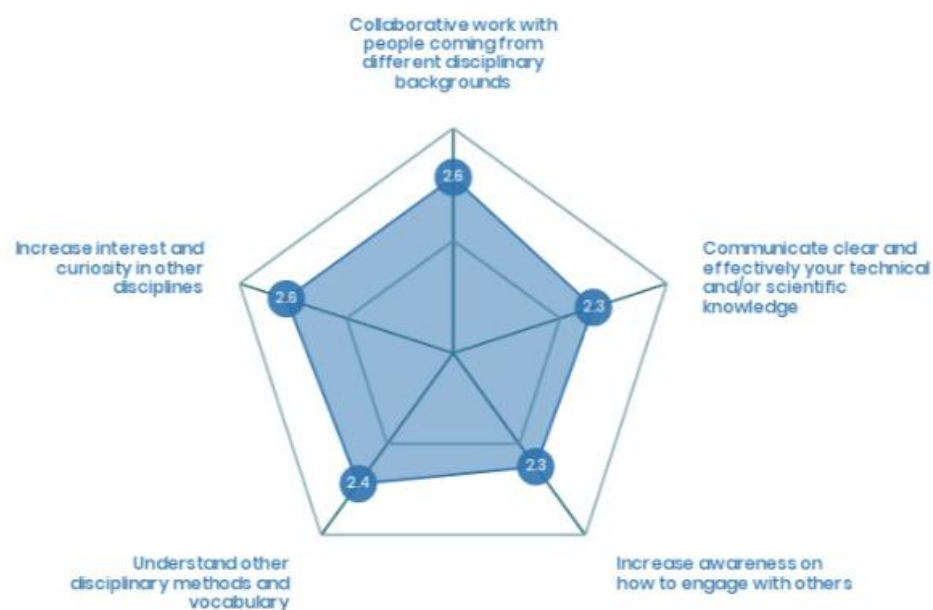 Collaborative work with
people coming from
different disciplinary
backgrounds
2.6
Increase interest and
curiosity in other
disciplines
2.6
Communicate clear and
effectively your technical
and/or scientific
knowledge
2.3
2.4
2.3
Understand other
disciplinary methods and
vocabulary
Increase awareness on
how to engage with others